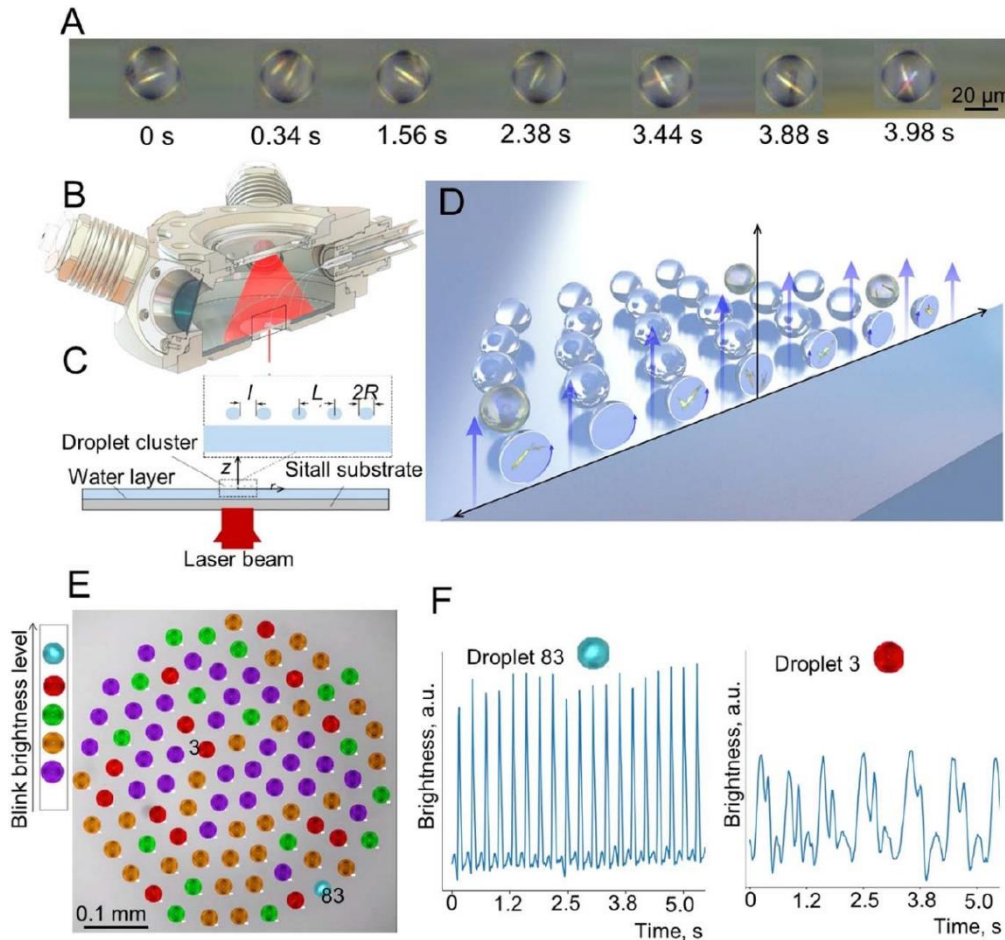 A
0 s 0.34 s 1.56 s 2.38 s 3.44 s 3.88 s 3.98 s
20 µm
B
C
l L 2R
Droplet cluster
Water layer
z
r
Sitall substrate
Laser beam
D
E
Blink brightness level
3
83
0.1 mm
F
Droplet 83
Brightness, a.u.
0 1.2 2.5 3.8 5.0
Time, s
Droplet 3
Brightness, a.u.
0 1.2 2.5 3.8 5.0
Time, s